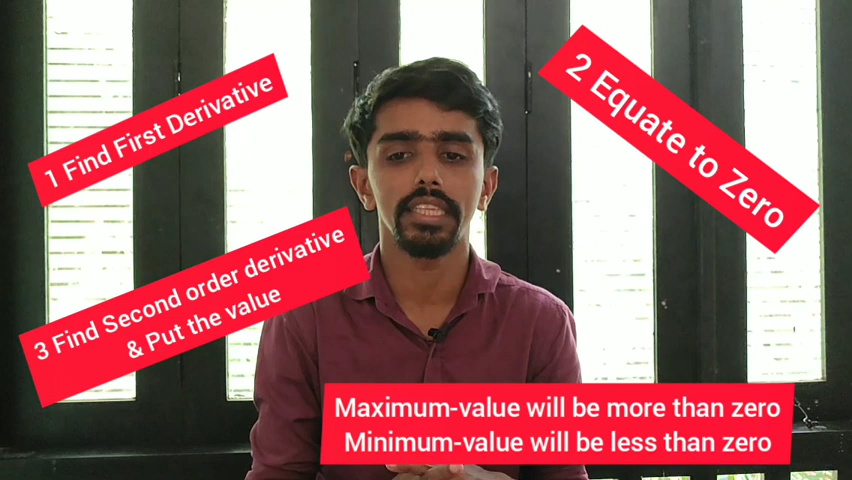 1 Find First Derivative
2 Equate to Zero
3 Find Second order derivative
& Put the value
Maximum-value will be more than zero
Minimum-value will be less than zero